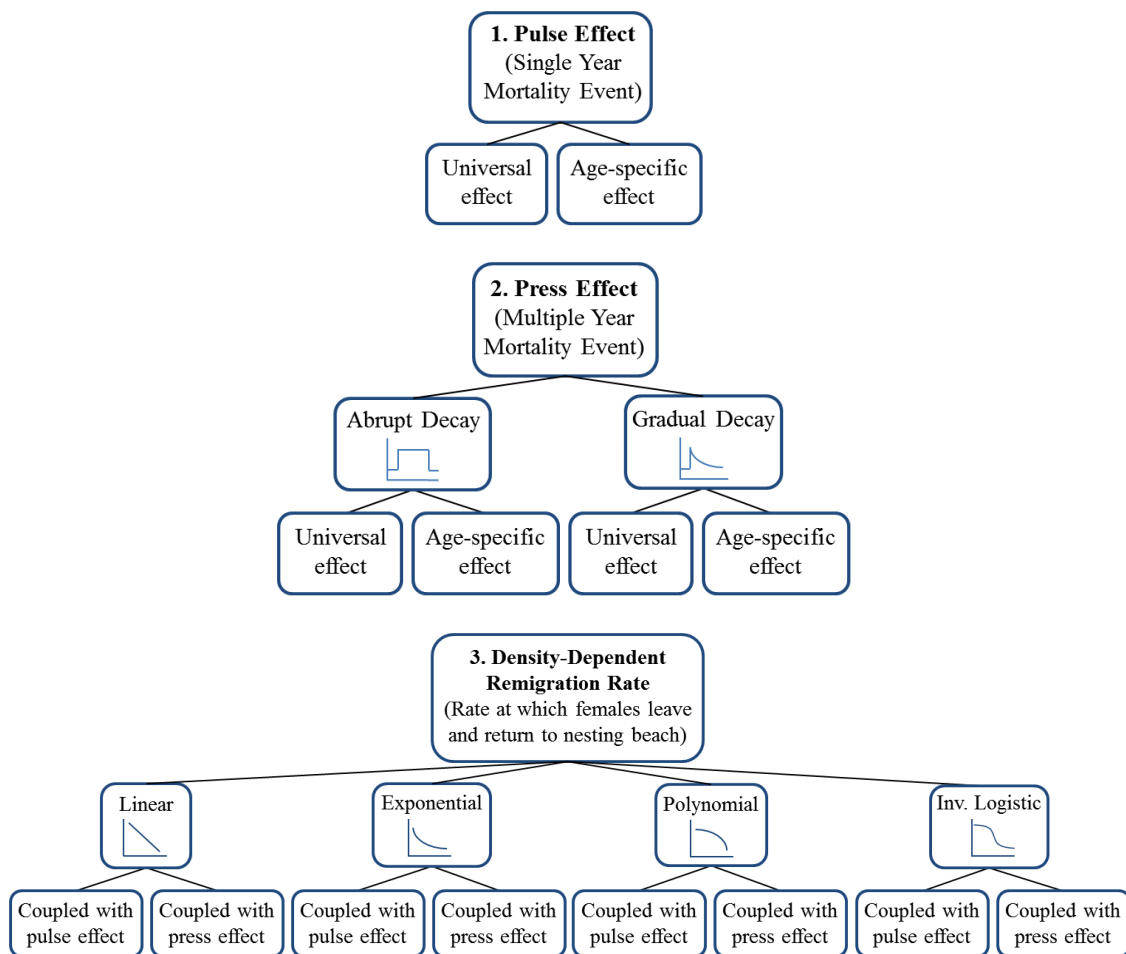 1. Pulse Effect
(Single Year
Mortality Event)
Universal
effect
Age-specific
effect
2. Press Effect
(Multiple Year
Mortality Event)
Abrupt Decay
Gradual Decay
Universal
effect
Age-specific
effect
Universal
effect
Age-specific
effect
3. Density-Dependent
Remigration Rate
(Rate at which females leave
and return to nesting beach)
Linear
Exponential
Polynomial
Inv. Logistic
Coupled with
pulse effect
Coupled with
press effect
Coupled with
pulse effect
Coupled with
press effect
Coupled with
pulse effect
Coupled with
press effect
Coupled with
pulse effect
Coupled with
press effect